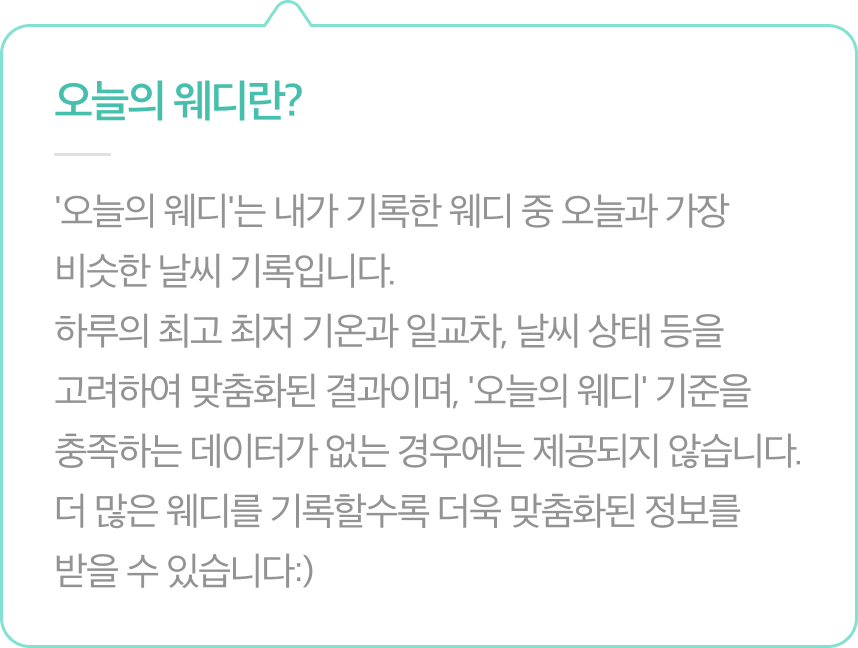 오늘의 웨디란?
'오늘의 웨디'는 내가 기록한 웨디 중 오늘과 가장
비슷한 날씨 기록입니다.
하루의 최고 최저 기온과 일교차, 날씨 상태 등을
고려하여 맞춤화된 결과이며, '오늘의 웨디' 기준을
충족하는 데이터가 없는 경우에는 제공되지 않습니다.
더 많은 웨디를 기록할수록 더욱 맞춤화된 정보를
받을 수 있습니다:)